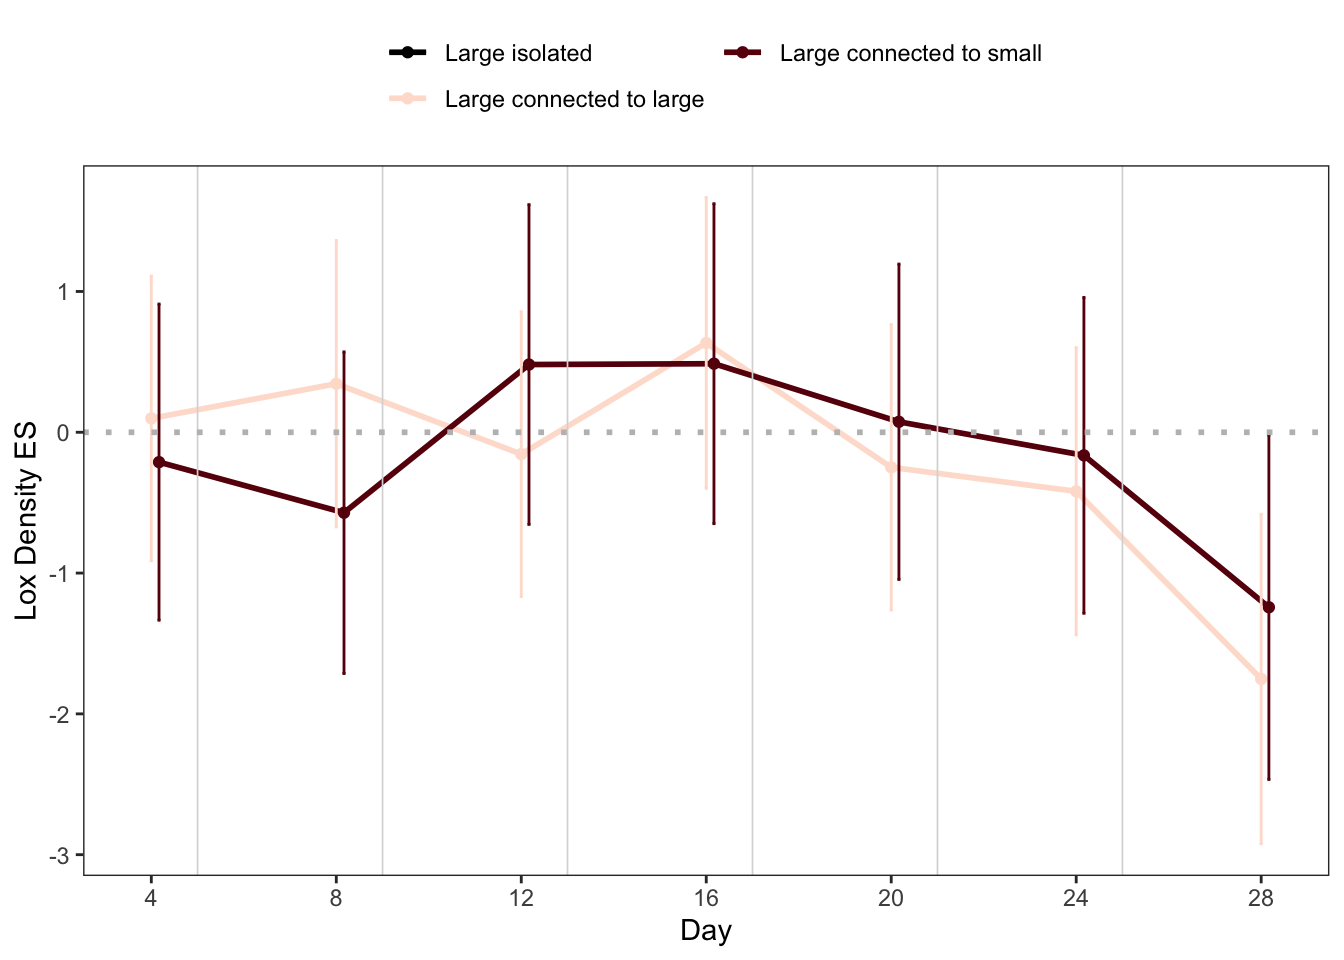 Large isolated
Large connected to small
Large connected to large
Lox Density ES
1
0
-1
-2
-3
4 8 12 16 20 24 28
Day